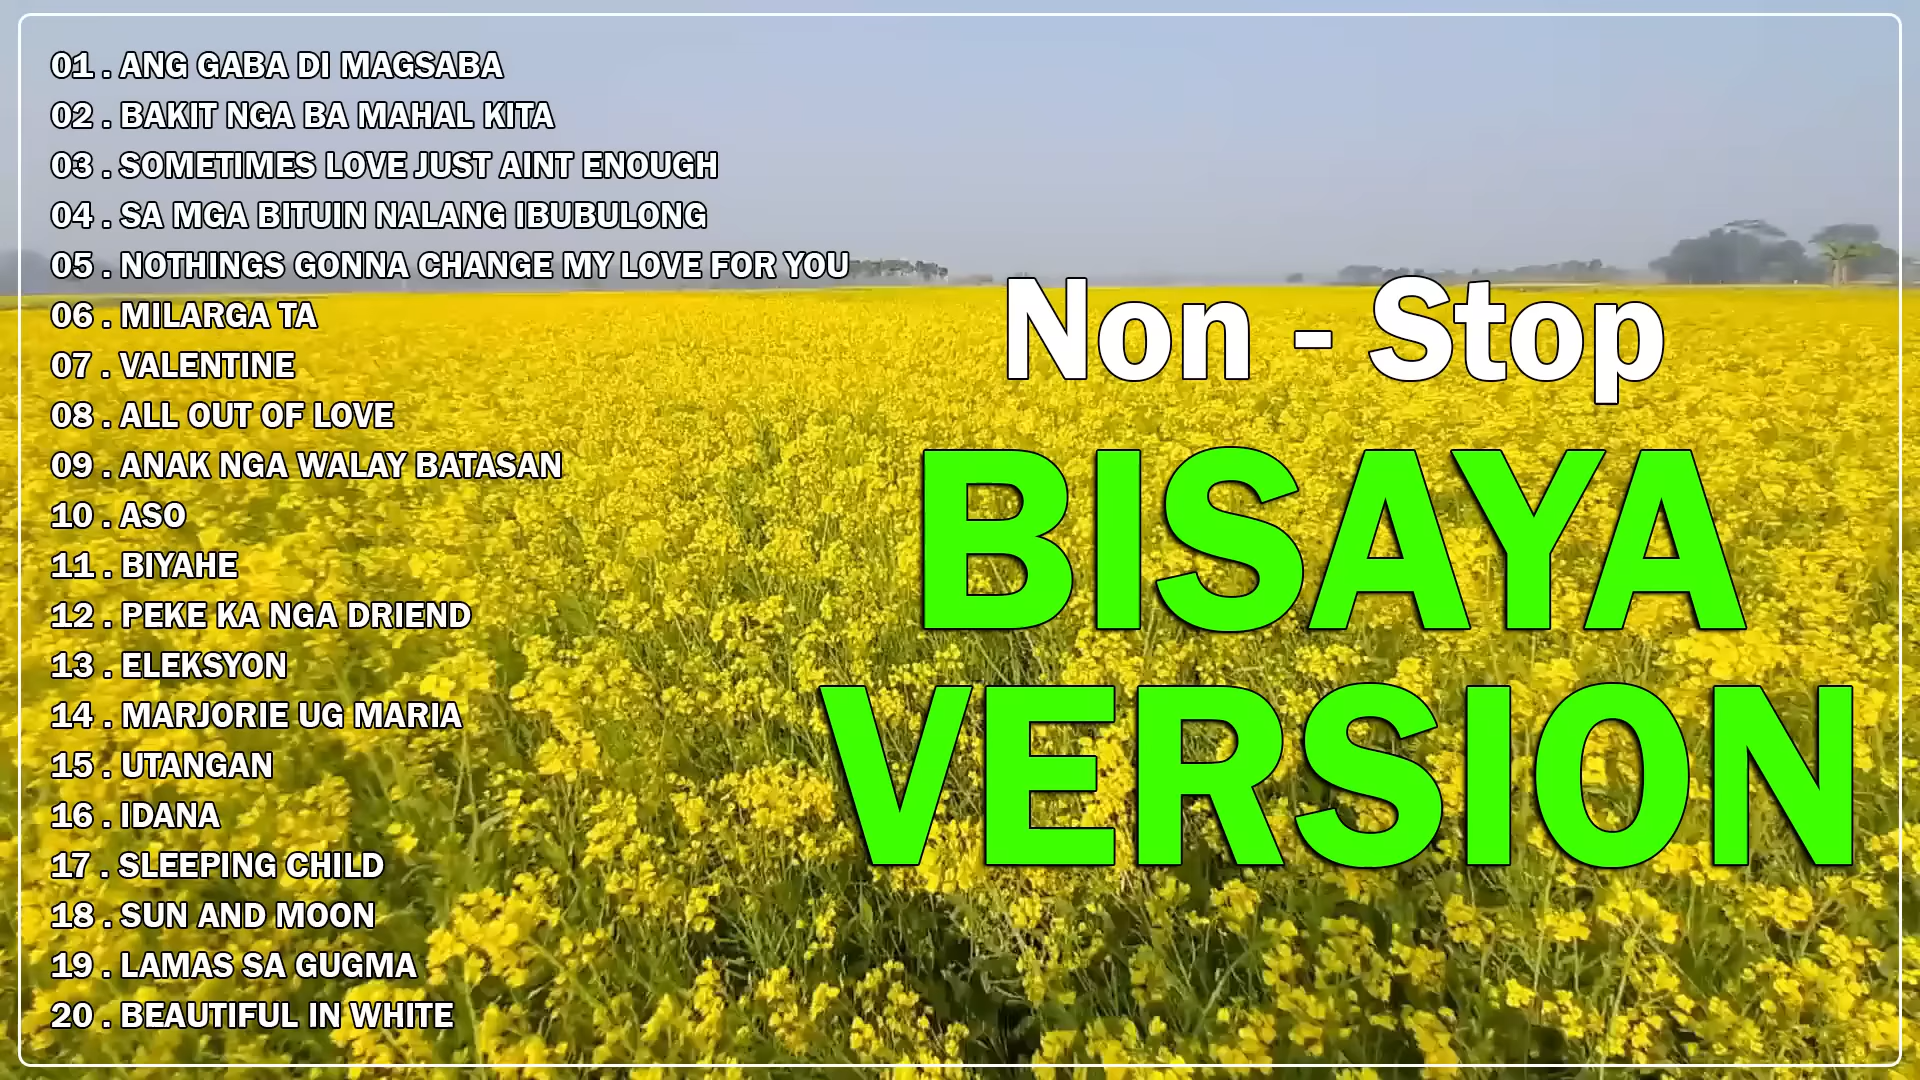 01 . ANG GABA DI MAGSABA
02 . BAKIT NGA BA MAHAL KITA
03 . SOMETIMES LOVE JUST AINT ENOUGH
04 . SA MGA BITUIN NALANG IBUBULONG
05 . NOTHINGS GONNA CHANGE MY LOVE FOR YOU
06 . MILARGA TA
07 . VALENTINE
08 . ALL OUT OF LOVE
09 . ANAK NGA WALAY BATASAN
10 . ASO
11 . BIYAHE
12 . PEKE KA NGA DRIEND
13 . ELEKSYON
14 . MARJORIE UG MARIA
15 . UTANGAN
16 . IDANA
17 . SLEEPING CHILD
18 . SUN AND MOON
19 . LAMAS SA GUGMA
20 . BEAUTIFUL IN WHITE
Non - Stop
BISAYA
VERSION